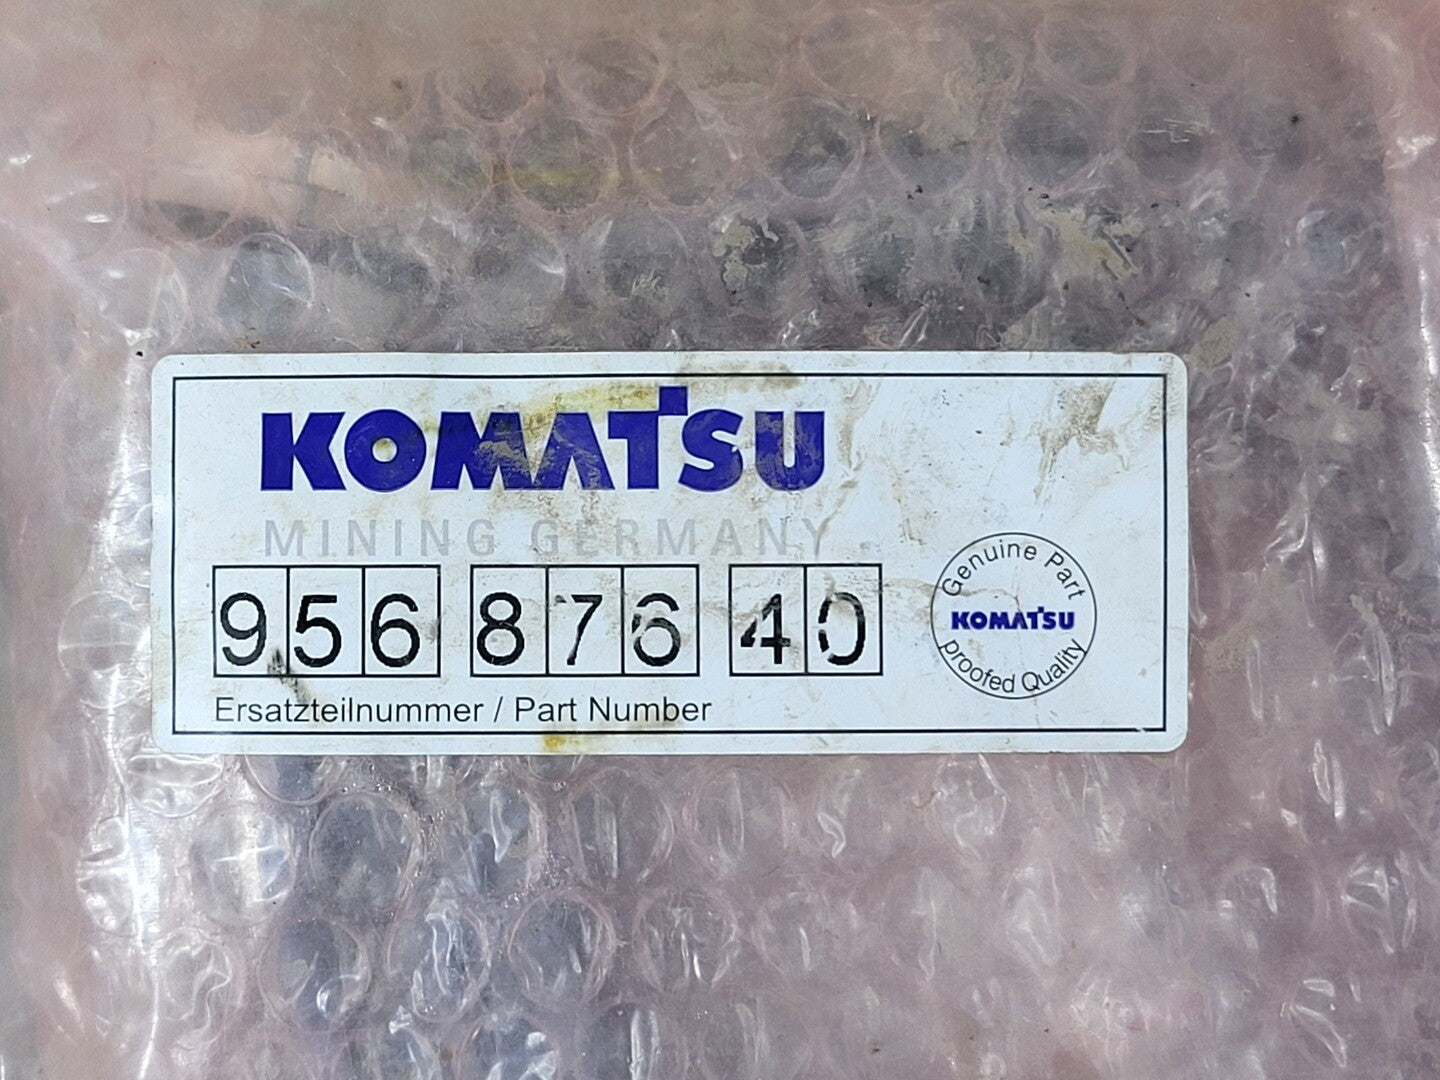 KOMATSU
MINING GERMANY
956 876 40
Ersatzteilnummer / Part Number
Genuine Part
KOMATSU
proofed Quality